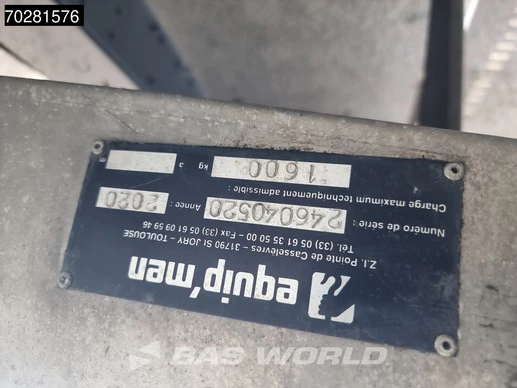 70281576
equip'men
Z.I. Pointe de Casselèvres - 31790 St JORY - TOULOUSE
Tél. (33) 05 61 35 50 00 - Fax (33) 05 61 09 59 46
Numéro de série : 246040520 Année : 2020
Charge maximum techniquement admissible :
1600 kg à
BAS WORLD